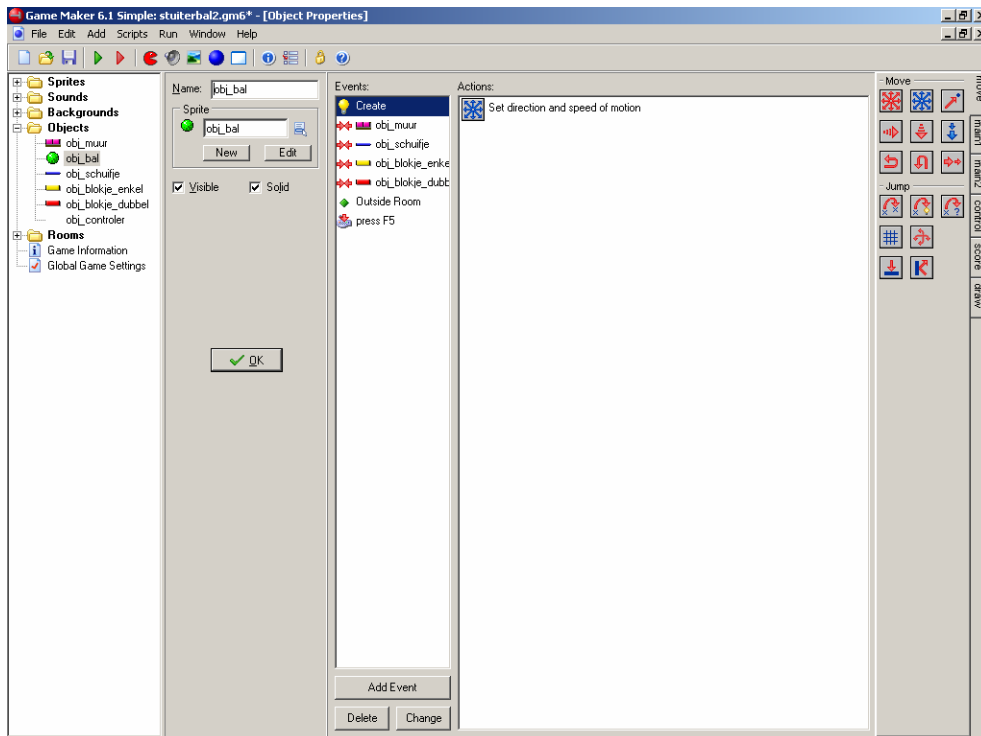 Game Maker 6.1 Simple: stuiterbal2.gm6* - [Object Properties]
File Edit Add Scripts Run Window Help
Sprites
Sounds
Backgrounds
Objects
obj_muur
obj_bal
obj_schuifje
obj_blokje_enkel
obj_blokje_dubbel
obj_controler
Rooms
Game Information
Global Game Settings
Name: obj_bal
Sprite
obj_bal
New Edit
Visible Solid
OK
Events:
Create
obj_muur
obj_schuifje
obj_blokje_enke
obj_blokje_dubb
Outside Room
press F5
Add Event
Delete Change
Actions:
Set direction and speed of motion
Move
Jump
move
main1
main2
control
score
draw